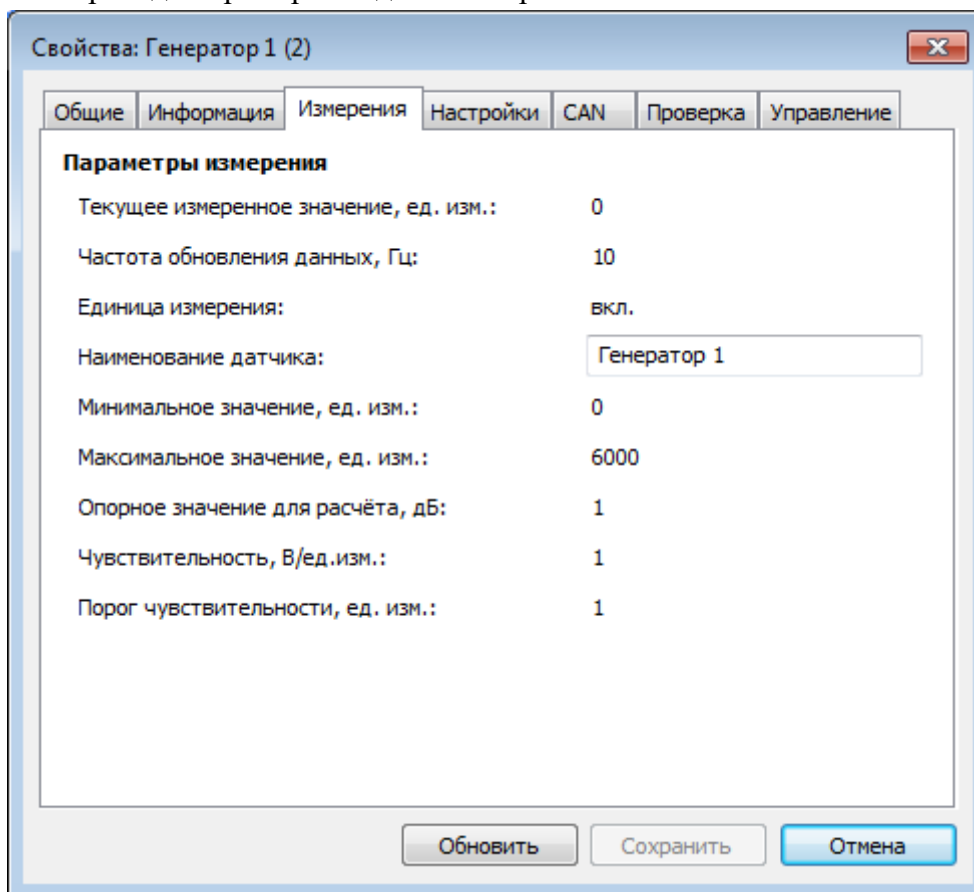 Свойства: Генератор 1 (2)
Общие Информация Измерения Настройки CAN Проверка Управление
Параметры измерения
Текущее измеренное значение, ед. изм.: 0
Частота обновления данных, Гц: 10
Единица измерения: вкл.
Наименование датчика: Генератор 1
Минимальное значение, ед. изм.: 0
Максимальное значение, ед. изм.: 6000
Опорное значение для расчёта, дБ: 1
Чувствительность, В/ед.изм.: 1
Порог чувствительности, ед. изм.: 1
Обновить Сохранить Отмена